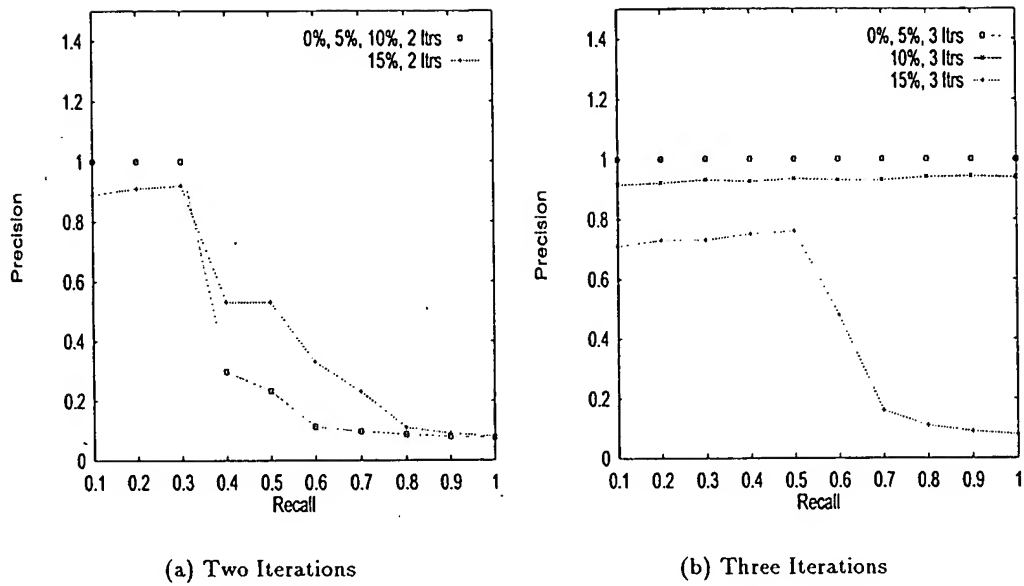 0%, 5%, 10%, 2 Itrs
15%, 2 Itrs
1.4
1.2
1
0.8
0.6
0.4
0.2
0
Precision
0.1 0.2 0.3 0.4 0.5 0.6 0.7 0.8 0.9 1
Recall
(a) Two Iterations
0%, 5%, 3 Itrs
10%, 3 Itrs
15%, 3 Itrs
1.4
1.2
1
0.8
0.6
0.4
0.2
0
Precision
0.1 0.2 0.3 0.4 0.5 0.6 0.7 0.8 0.9 1
Recall
(b) Three Iterations